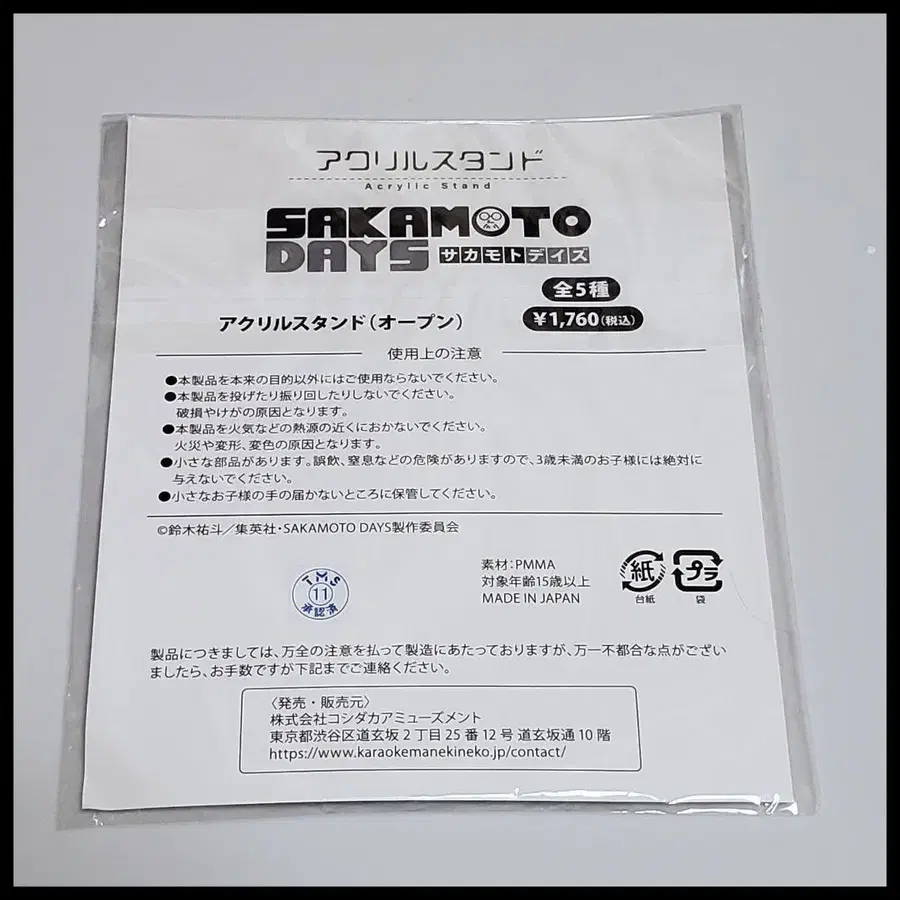 アクリルスタンド
Acrylic Stand
SAKAMOTO
DAYS サカモトデイズ
全5種
アクリルスタンド(オープン)
¥1,760(税込)
使用上の注意
●本製品を本来の目的以外にはご使用ならないでください。
●本製品を投げたり振り回したりしないでください。
破損やけがの原因となります。
●本製品を火気などの熱源の近くにおかないでください。
火災や変形、変色の原因となります。
●小さな部品があります。誤飲、窒息などの危険がありますので、3歳未満のお子様には絶対に
与えないでください。
●小さなお子様の手の届かないところに保管してください。
©鈴木祐斗/集英社・SAKAMOTO DAYS製作委員会
TMS
11
承認済
素材:PMMA
対象年齢15歳以上
MADE IN JAPAN
紙
台紙
プラ
袋
製品につきましては、万全の注意を払って製造にあたっておりますが、万一不都合な点がござい
ましたら、お手数ですが下記までご連絡ください。
〈発売・販売元〉
株式会社コシダカアミューズメント
東京都渋谷区道玄坂2丁目25番12号 道玄坂通10階
https://www.karaokemanekineko.jp/contact/